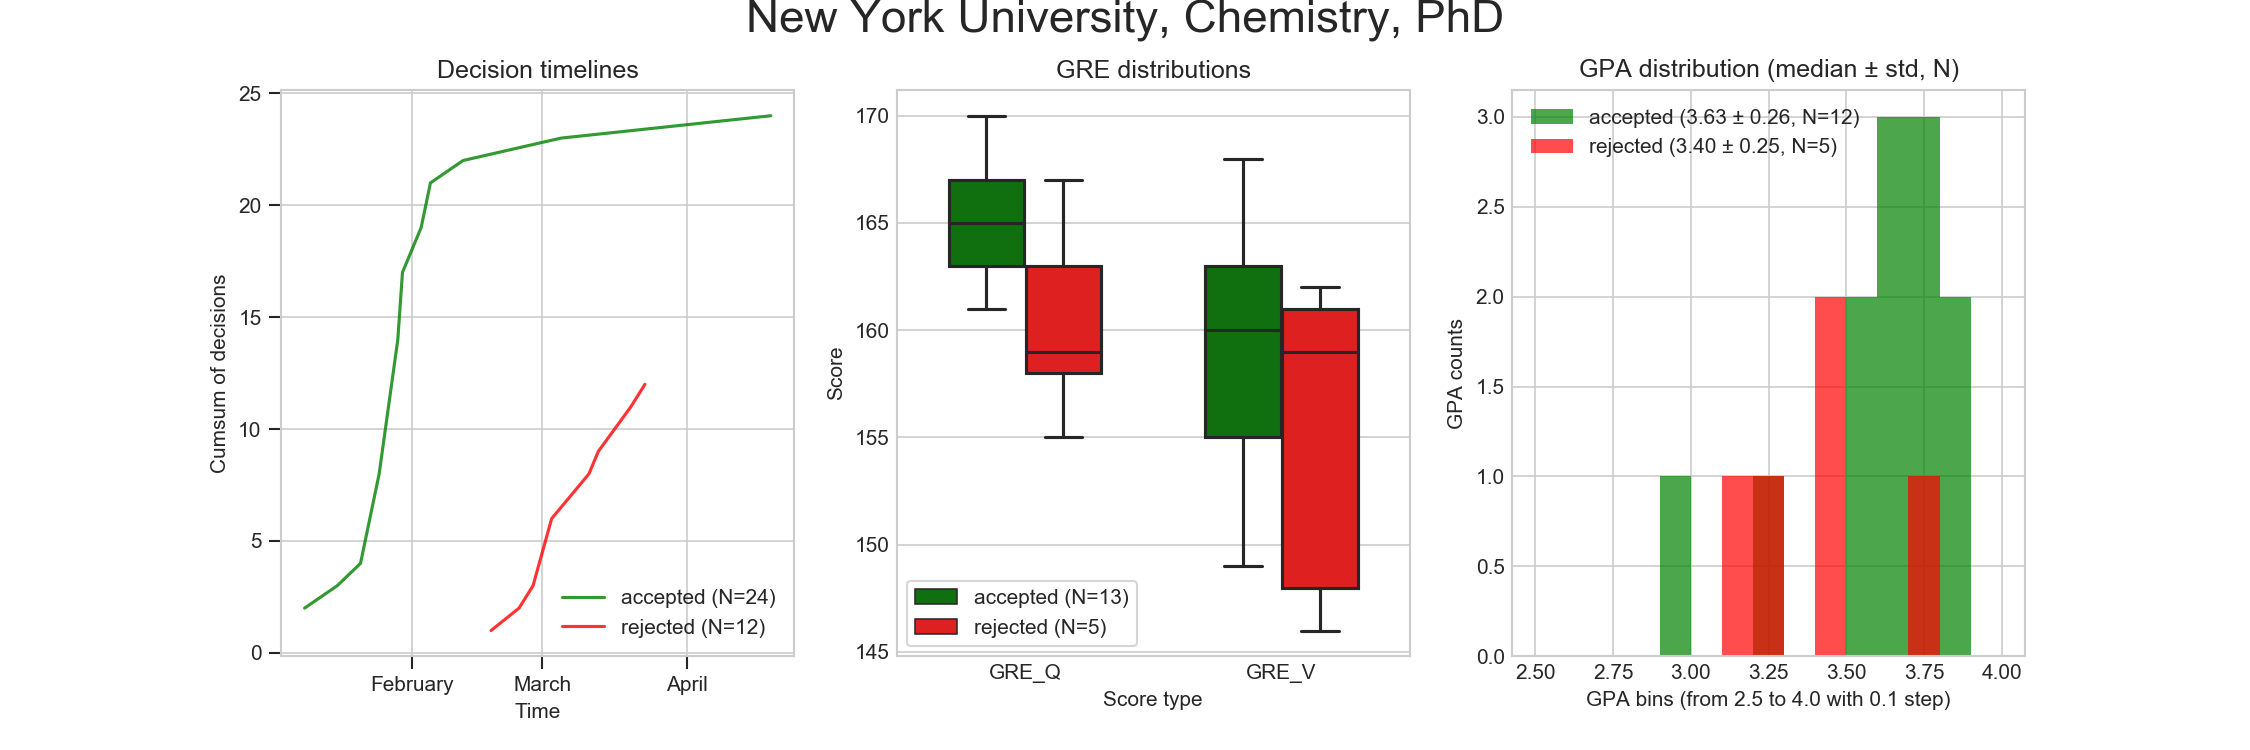 New York University, Chemistry, PhD
Decision timelines
25
20
15
10
5
0
Cumsum of decisions
accepted (N=24)
rejected (N=12)
February March April
Time
GRE distributions
170
165
160
155
150
145
Score
accepted (N=13)
rejected (N=5)
GRE_Q GRE_V
Score type
GPA distribution (median ± std, N)
accepted (3.63 ± 0.26, N=12)
rejected (3.40 ± 0.25, N=5)
3.0
2.5
2.0
1.5
1.0
0.5
0.0
GPA counts
2.50 2.75 3.00 3.25 3.50 3.75 4.00
GPA bins (from 2.5 to 4.0 with 0.1 step)